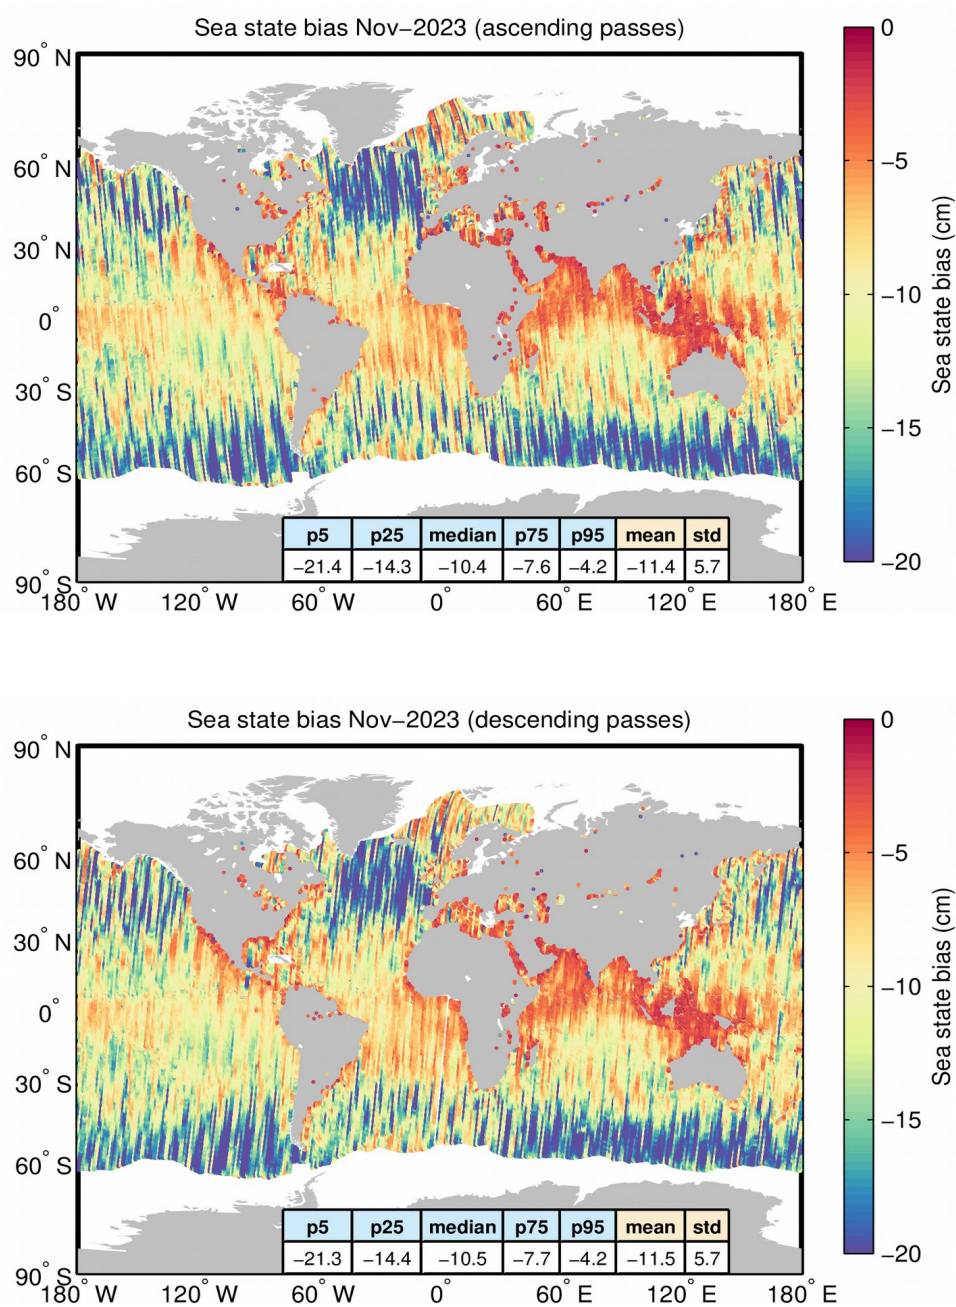 Sea state bias Nov−2023 (ascending passes)
90° N
60° N
30° N
0°
30° S
60° S
90° S
180° W 120° W 60° W 0° 60° E 120° E 180° E
p5 p25 median p75 p95 mean std
−21.4 −14.3 −10.4 −7.6 −4.2 −11.4 5.7
0
−5
−10
−15
−20
Sea state bias (cm)
Sea state bias Nov−2023 (descending passes)
90° N
60° N
30° N
0°
30° S
60° S
90° S
180° W 120° W 60° W 0° 60° E 120° E 180° E
p5 p25 median p75 p95 mean std
−21.3 −14.4 −10.5 −7.7 −4.2 −11.5 5.7
0
−5
−10
−15
−20
Sea state bias (cm)